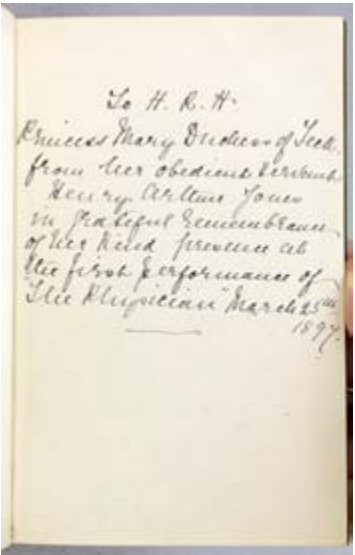 To H. R. H.
Princess Mary Duchess of Teck.
from her obedient servant
Henry Arthur Jones
in grateful remembrance
of her kind presence at
the first performance of
"The Physician" March 25th
1897.